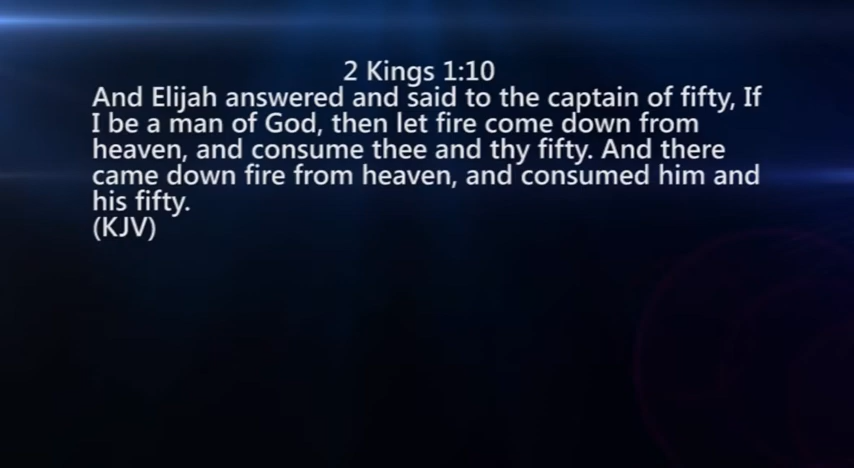 2 Kings 1:10
And Elijah answered and said to the captain of fifty, If
I be a man of God, then let fire come down from
heaven, and consume thee and thy fifty. And there
came down fire from heaven, and consumed him and
his fifty.
(KJV)